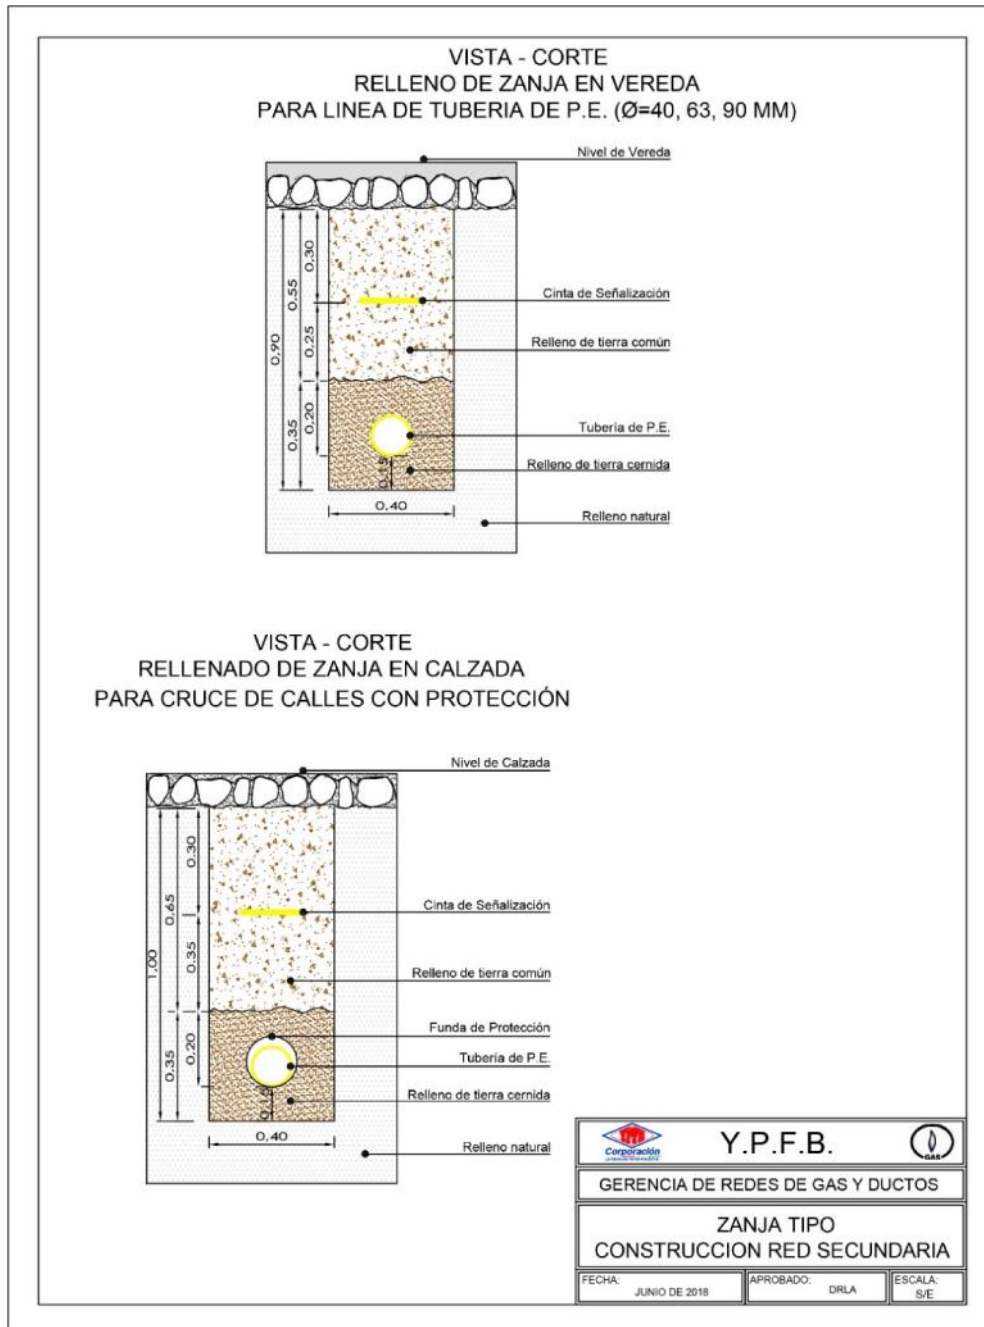 VISTA - CORTE
RELLENO DE ZANJA EN VEREDA
PARA LINEA DE TUBERIA DE P.E. (Ø=40, 63, 90 MM)
Nivel de Vereda
0,30
0,55
Cinta de Señalización
0,90
0,25
Relleno de tierra común
0,20
0,35
Tubería de P.E.
0,15
Relleno de tierra cernida
0,40
Relleno natural
VISTA - CORTE
RELLENADO DE ZANJA EN CALZADA
PARA CRUCE DE CALLES CON PROTECCIÓN
Nivel de Calzada
0,30
0,65
Cinta de Señalización
0,35
1,00
Relleno de tierra común
Funda de Protección
0,20
0,35
Tubería de P.E.
Relleno de tierra cernida
0,15
0,40
Relleno natural
Corporación
Y.P.F.B.
GAS
GERENCIA DE REDES DE GAS Y DUCTOS
ZANJA TIPO
CONSTRUCCION RED SECUNDARIA
FECHA: JUNIO DE 2018
APROBADO: DRLA
ESCALA: S/E